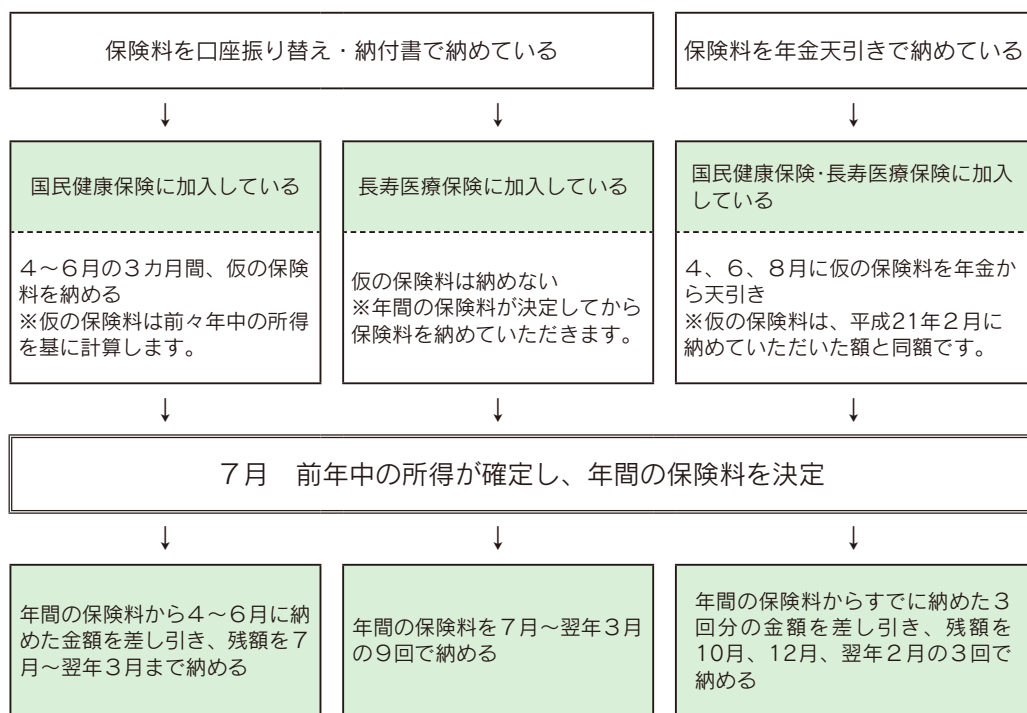 保険料を口座振り替え・納付書で納めている
保険料を年金天引きで納めている
↓
↓
↓
国民健康保険に加入している
長寿医療保険に加入している
国民健康保険・長寿医療保険に加入
している
4～6月の3カ月間、仮の保険
料を納める
※仮の保険料は前々年中の所得
を基に計算します。
仮の保険料は納めない
※年間の保険料が決定してから
保険料を納めていただきます。
4、6、8月に仮の保険料を年金か
ら天引き
※仮の保険料は、平成21年2月に
納めていただいた額と同額です。
↓
↓
↓
7月　前年中の所得が確定し、年間の保険料を決定
↓
↓
↓
年間の保険料から4～6月に納
めた金額を差し引き、残額を7
月～翌年3月まで納める
年間の保険料を7月～翌年3月
の9回で納める
年間の保険料からすでに納めた3
回分の金額を差し引き、残額を
10月、12月、翌年2月の3回で
納める